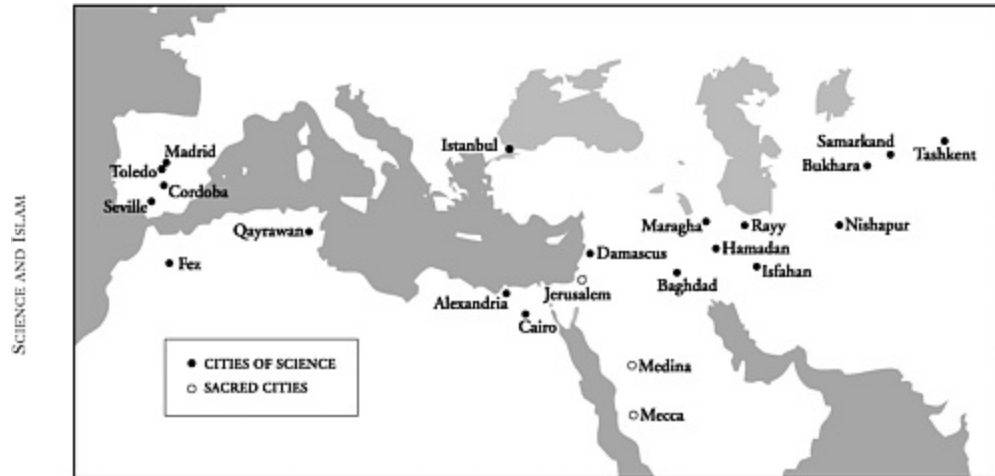 SCIENCE AND ISLAM
Istanbul
Samarkand
Tashkent
Bukhara
Madrid
Toledo
Cordoba
Seville
Qayrawan
Maragha
Rayy
Nishapur
Fez
Damascus
Hamadan
Isfahan
Baghdad
Alexandria
Jerusalem
Cairo
CITIES OF SCIENCE
SACRED CITIES
Medina
Mecca